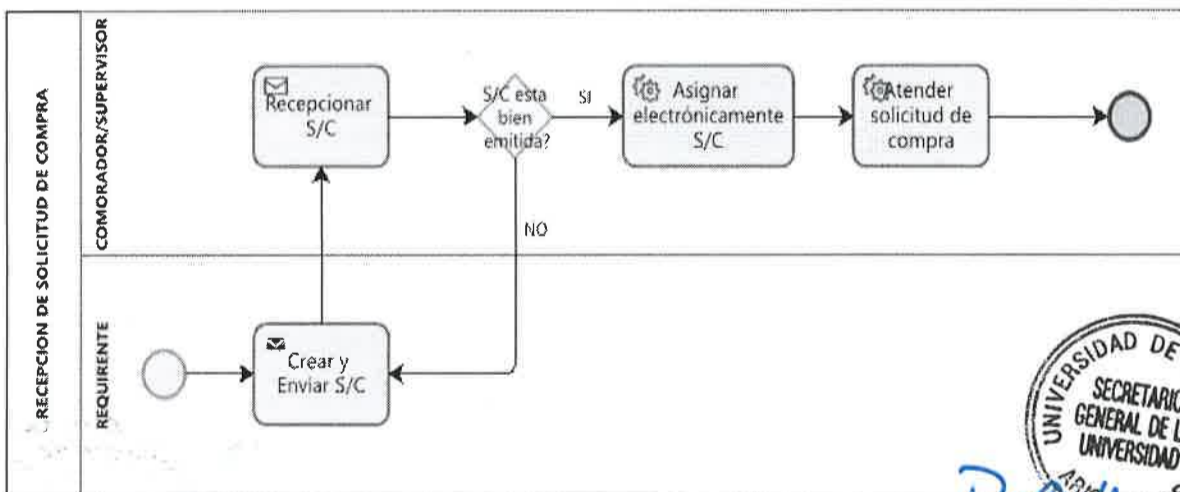 RECEPCION DE SOLICITUD DE COMPRA
COMORADOR/SUPERVISOR
Recepcionar
S/C
S/C esta
bien
emitida?
SI
Asignar
electrónicamente
S/C
Atender
solicitud de
compra
NO
REQUIRENTE
Crear y
Enviar S/C
UNIVERSIDAD DE
SECRETARIO
GENERAL DE L
UNIVERSIDAD